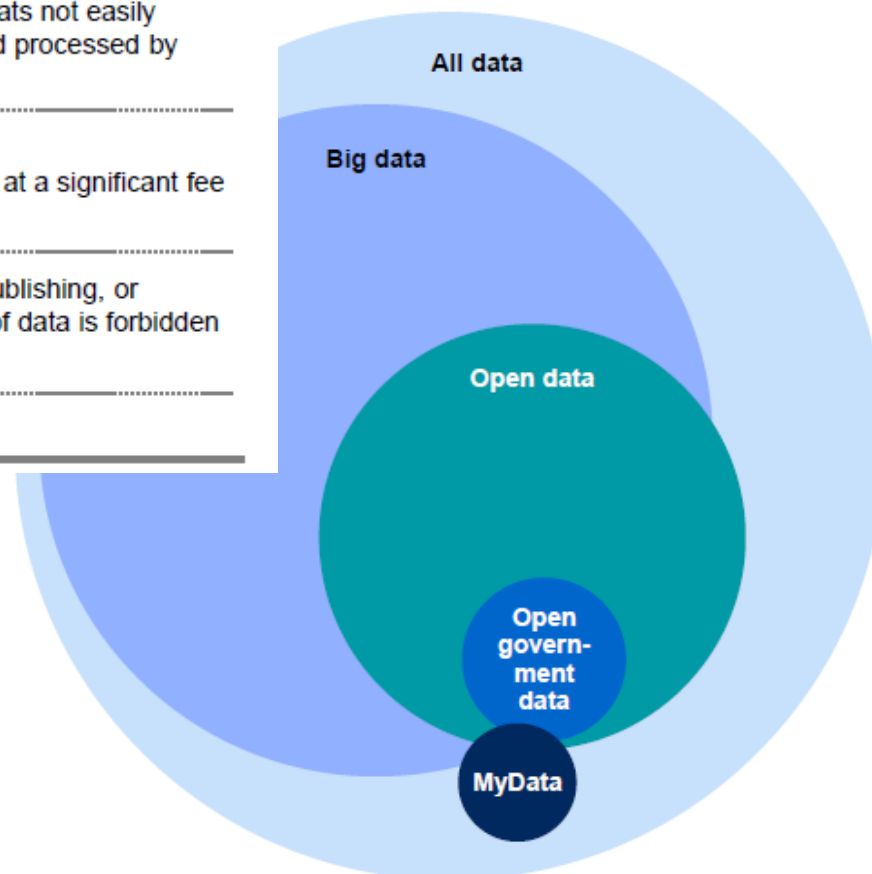 ats not easily
d processed by
at a significant fee
ublishing, or
of data is forbidden
All data
Big data
Open data
Open
govern-
ment
data
MyData